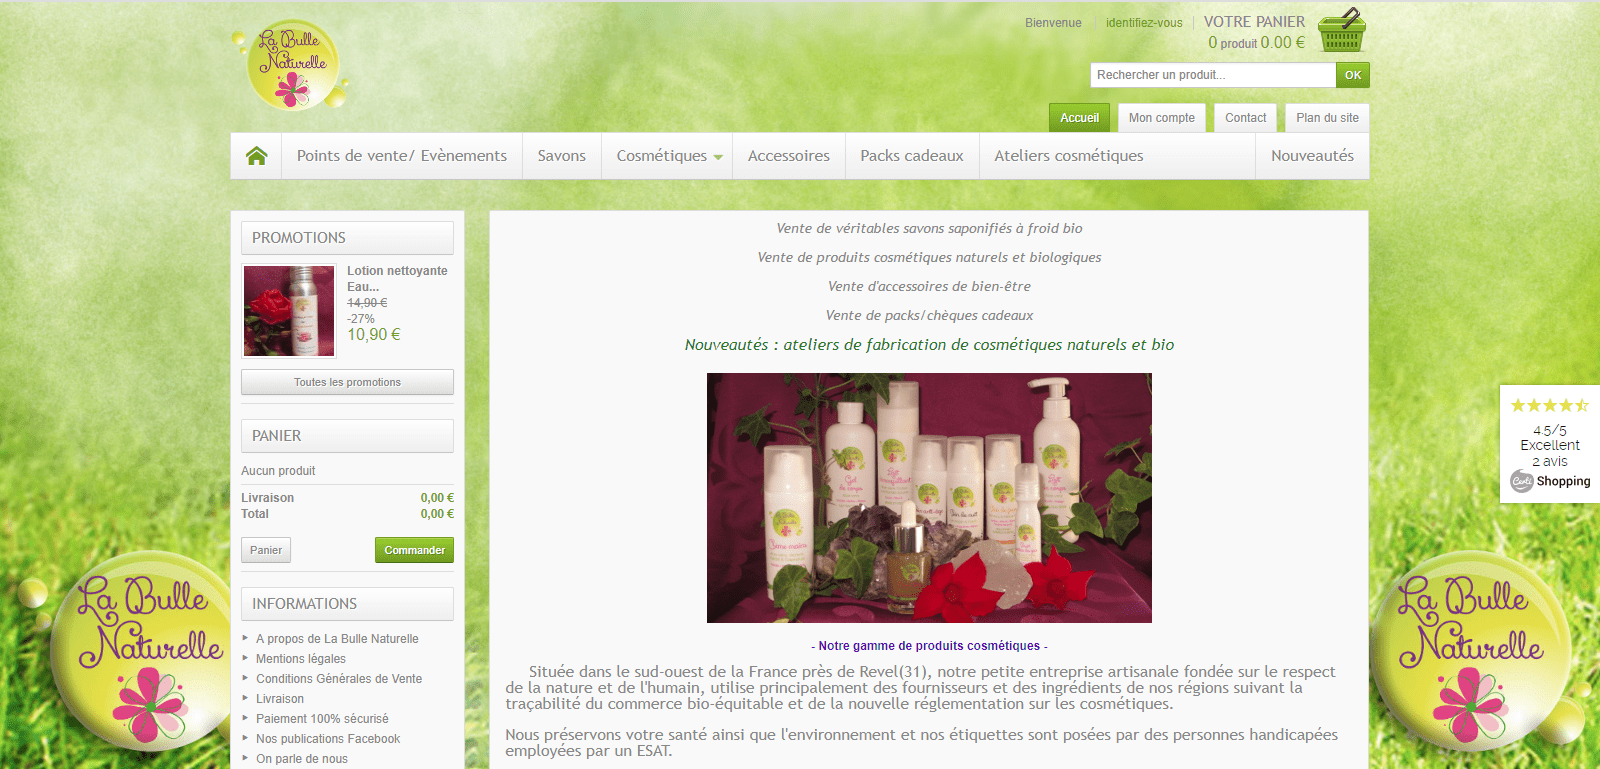 La Bulle
Naturelle
Bienvenue
identifiez-vous
VOTRE PANIER
0 produit 0.00 €
Rechercher un produit...
OK
Accueil
Mon compte
Contact
Plan du site
Points de vente/ Evènements
Savons
Cosmétiques
Accessoires
Packs cadeaux
Ateliers cosmétiques
Nouveautés
PROMOTIONS
Lotion nettoyante
Eau...
14,90 €
-27%
10,90 €
Toutes les promotions
PANIER
Aucun produit
Livraison 0,00 €
Total 0,00 €
Panier
Commander
INFORMATIONS
A propos de La Bulle Naturelle
Mentions légales
Conditions Générales de Vente
Livraison
Paiement 100% sécurisé
Nos publications Facebook
On parle de nous
Vente de véritables savons saponifiés à froid bio
Vente de produits cosmétiques naturels et biologiques
Vente d'accessoires de bien-être
Vente de packs/chèques cadeaux
Nouveautés : ateliers de fabrication de cosmétiques naturels et bio
- Notre gamme de produits cosmétiques -
Située dans le sud-ouest de la France près de Revel(31), notre petite entreprise artisanale fondée sur le respect
de la nature et de l'humain, utilise principalement des fournisseurs et des ingrédients de nos régions suivant la
traçabilité du commerce bio-équitable et de la nouvelle réglementation sur les cosmétiques.
Nous préservons votre santé ainsi que l'environnement et nos étiquettes sont posées par des personnes handicapées
employées par un ESAT.
4.5/5
Excellent
2 avis
Certi Shopping
La Bulle
Naturelle
La Bulle
Naturelle